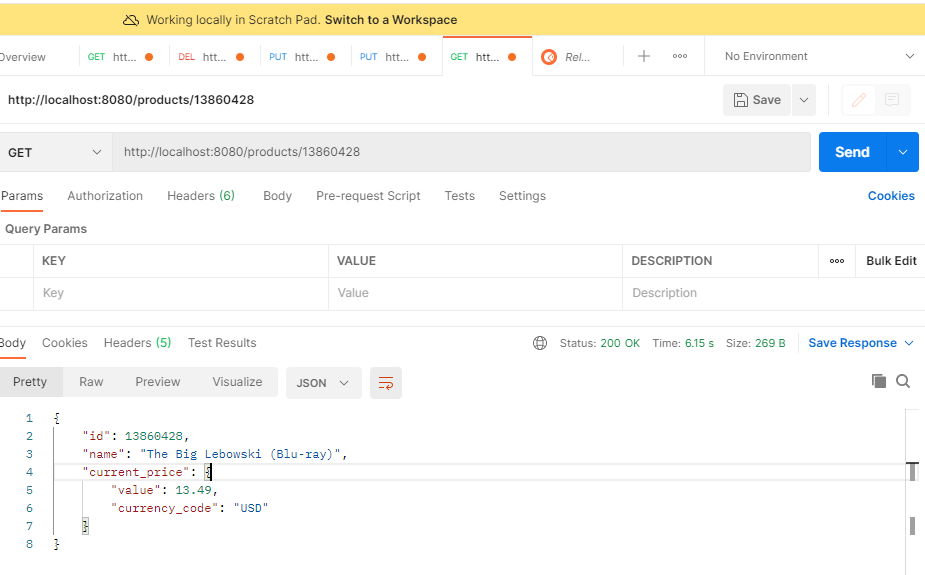 Working locally in Scratch Pad. Switch to a Workspace
Overview GET htt... DEL htt... PUT htt... PUT htt... GET htt... Rel... No Environment
http://localhost:8080/products/13860428 Save
GET http://localhost:8080/products/13860428 Send
Params Authorization Headers (6) Body Pre-request Script Tests Settings Cookies
Query Params
KEY VALUE DESCRIPTION Bulk Edit
Key Value Description
Body Cookies Headers (5) Test Results Status: 200 OK Time: 6.15 s Size: 269 B Save Response
Pretty Raw Preview Visualize JSON
1 {
2 "id": 13860428,
3 "name": "The Big Lebowski (Blu-ray)",
4 "current_price": {
5 "value": 13.49,
6 "currency_code": "USD"
7 }
8 }